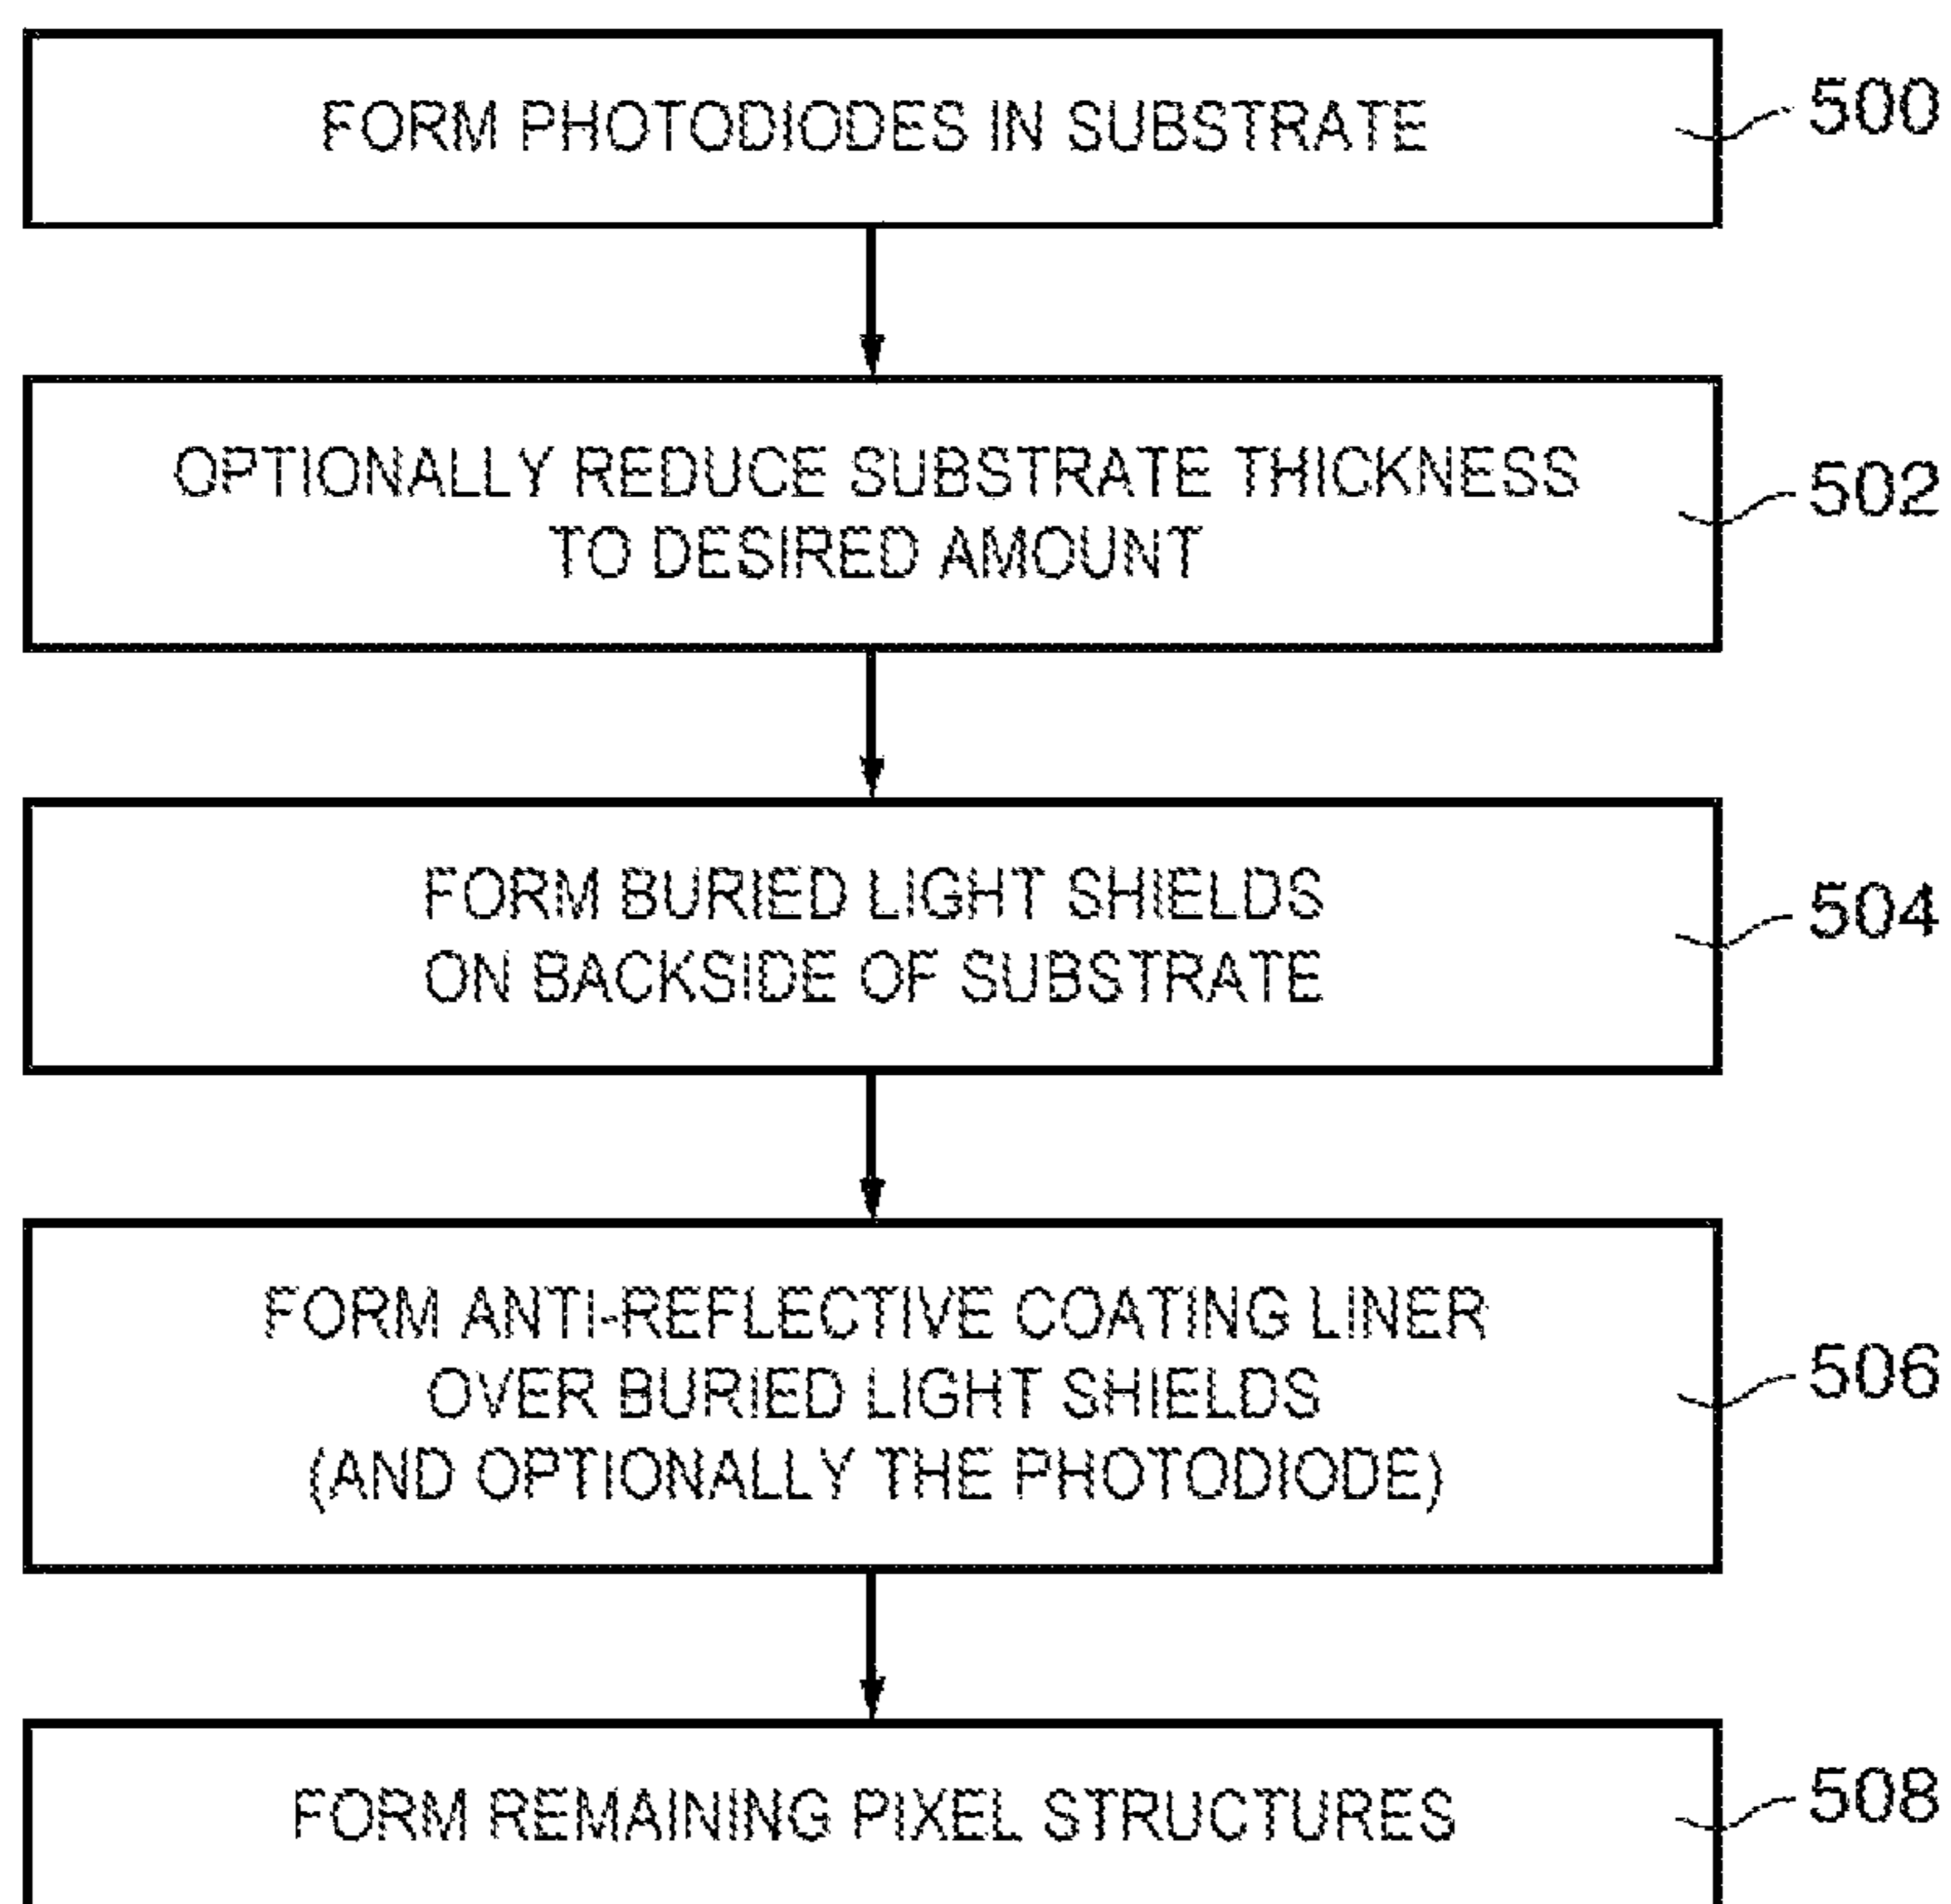 FORM PHOTODIODES IN SUBSTRATE
500
OPTIONALLY REDUCE SUBSTRATE THICKNESS
TO DESIRED AMOUNT
502
FORM BURIED LIGHT SHIELDS
ON BACKSIDE OF SUBSTRATE
504
FORM ANTI-REFLECTIVE COATING LINER
OVER BURIED LIGHT SHIELDS
(AND OPTIONALLY THE PHOTODIODE)
506
FORM REMAINING PIXEL STRUCTURES
508